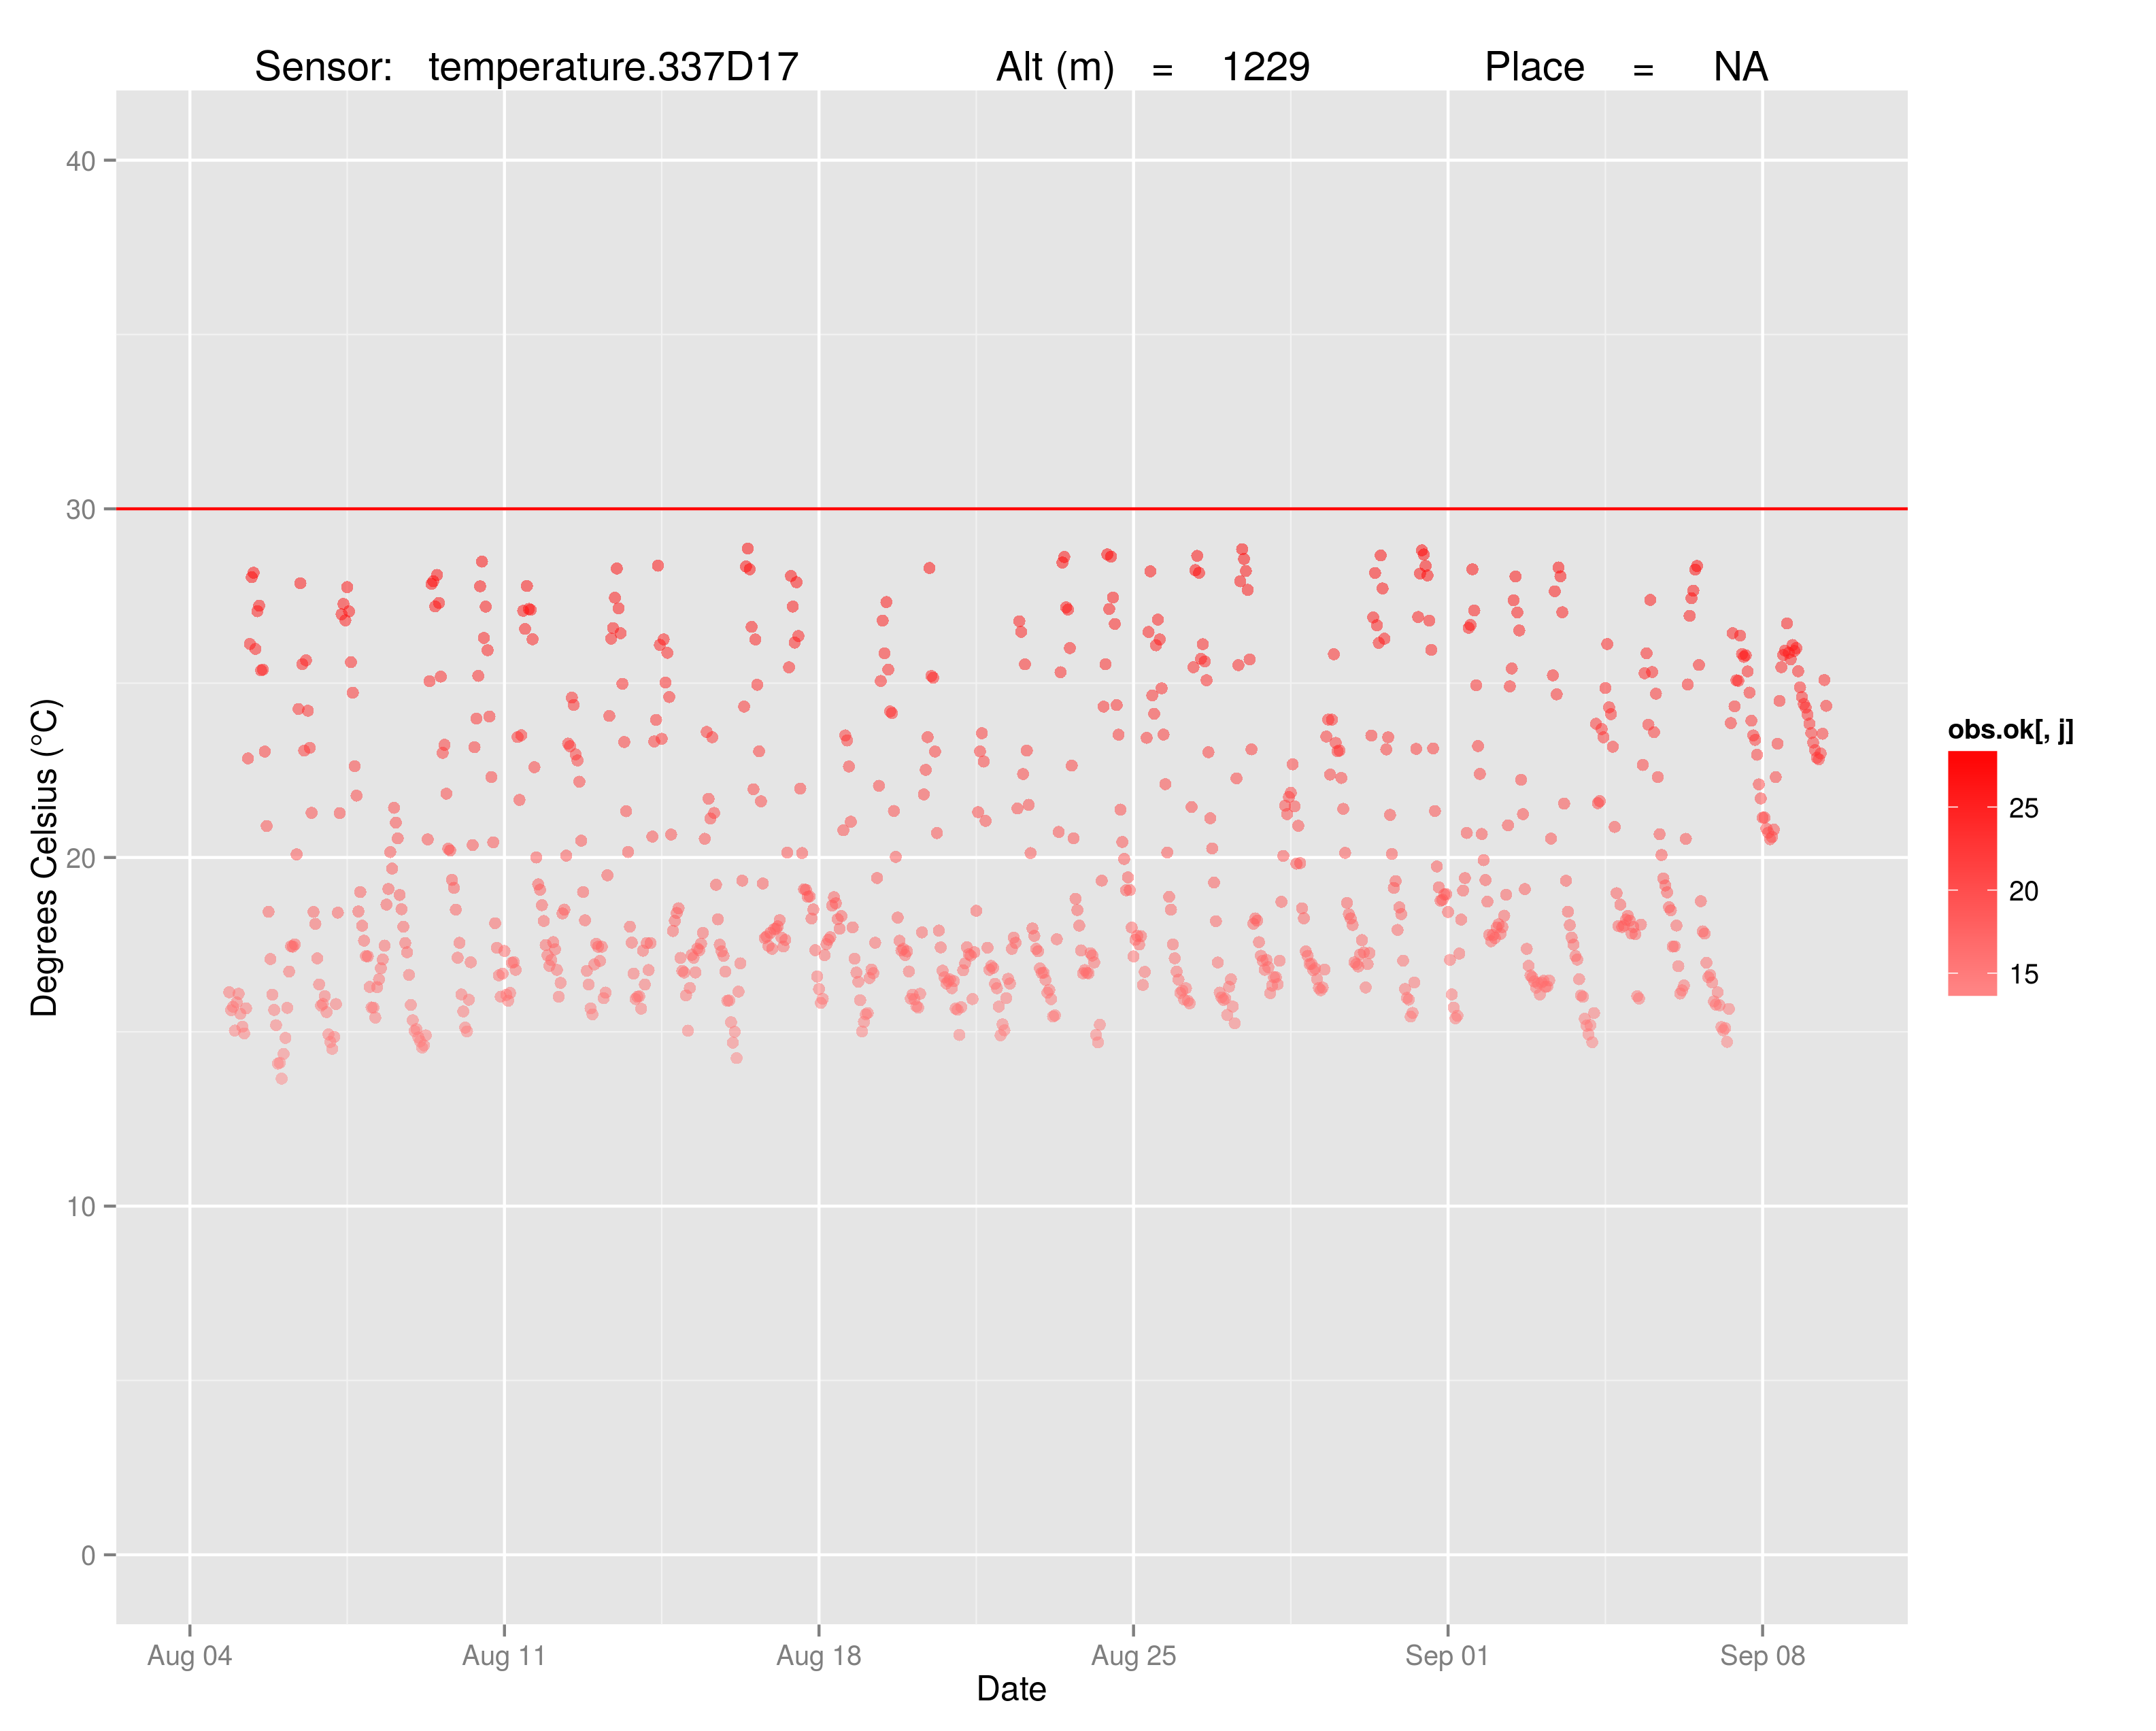 Sensor: temperature.337D17 Alt (m) = 1229 Place = NA
40
30
20
10
0
Degrees Celsius (°C)
Aug 04 Aug 11 Aug 18 Aug 25 Sep 01 Sep 08
Date
obs.ok[, j]
25
20
15